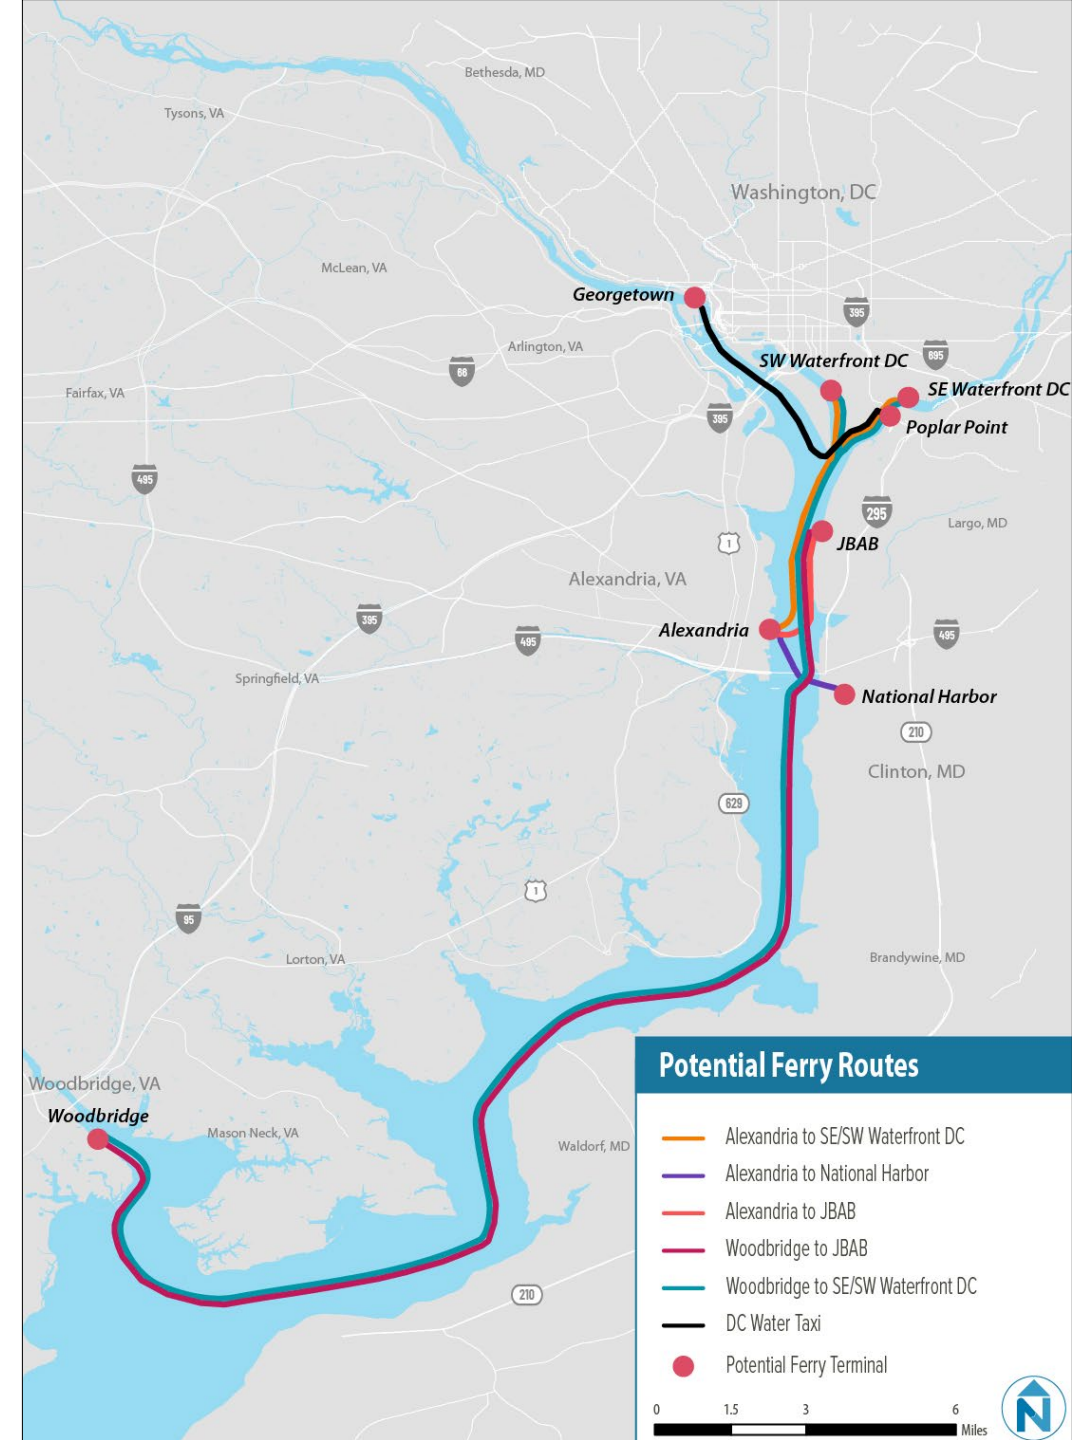 Bethesda, MD
Tysons, VA
Washington, DC
McLean, VA
Georgetown
395
Arlington, VA
SW Waterfront DC
695
66
SE Waterfront DC
Fairfax, VA
395
Poplar Point
495
295
Largo, MD
1
JBAB
Alexandria, VA
395
Alexandria
495
495
Springfield, VA
National Harbor
210
Clinton, MD
629
1
95
Lorton, VA
Brandywine, MD
Woodbridge, VA
Woodbridge
Mason Neck, VA
Waldorf, MD
210
Potential Ferry Routes
Alexandria to SE/SW Waterfront DC
Alexandria to National Harbor
Alexandria to JBAB
Woodbridge to JBAB
Woodbridge to SE/SW Waterfront DC
DC Water Taxi
Potential Ferry Terminal
0 1.5 3 6
Miles
N